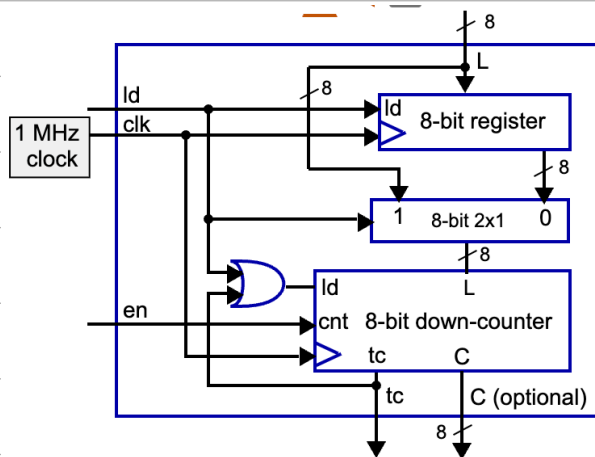 8
L
8
ld
ld
8-bit register
clk
1 MHz
clock
8
1
8-bit 2x1
0
8
ld
L
en
cnt
8-bit down-counter
tc
C
tc
C (optional)
8